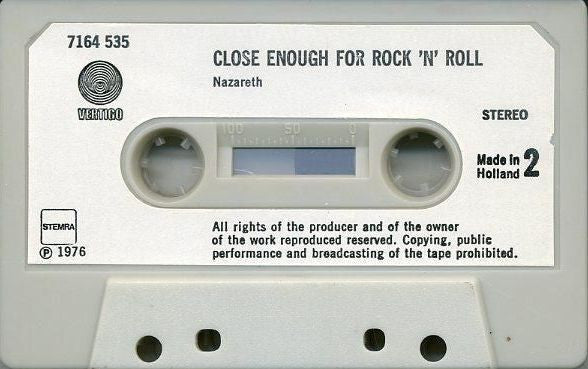 7164 535
CLOSE ENOUGH FOR ROCK 'N' ROLL
Nazareth
VERTIGO
STEREO
100 50 0
Made in
Holland 2
STEMRA
All rights of the producer and of the owner
of the work reproduced reserved. Copying, public
performance and broadcasting of the tape prohibited.
Ⓟ 1976